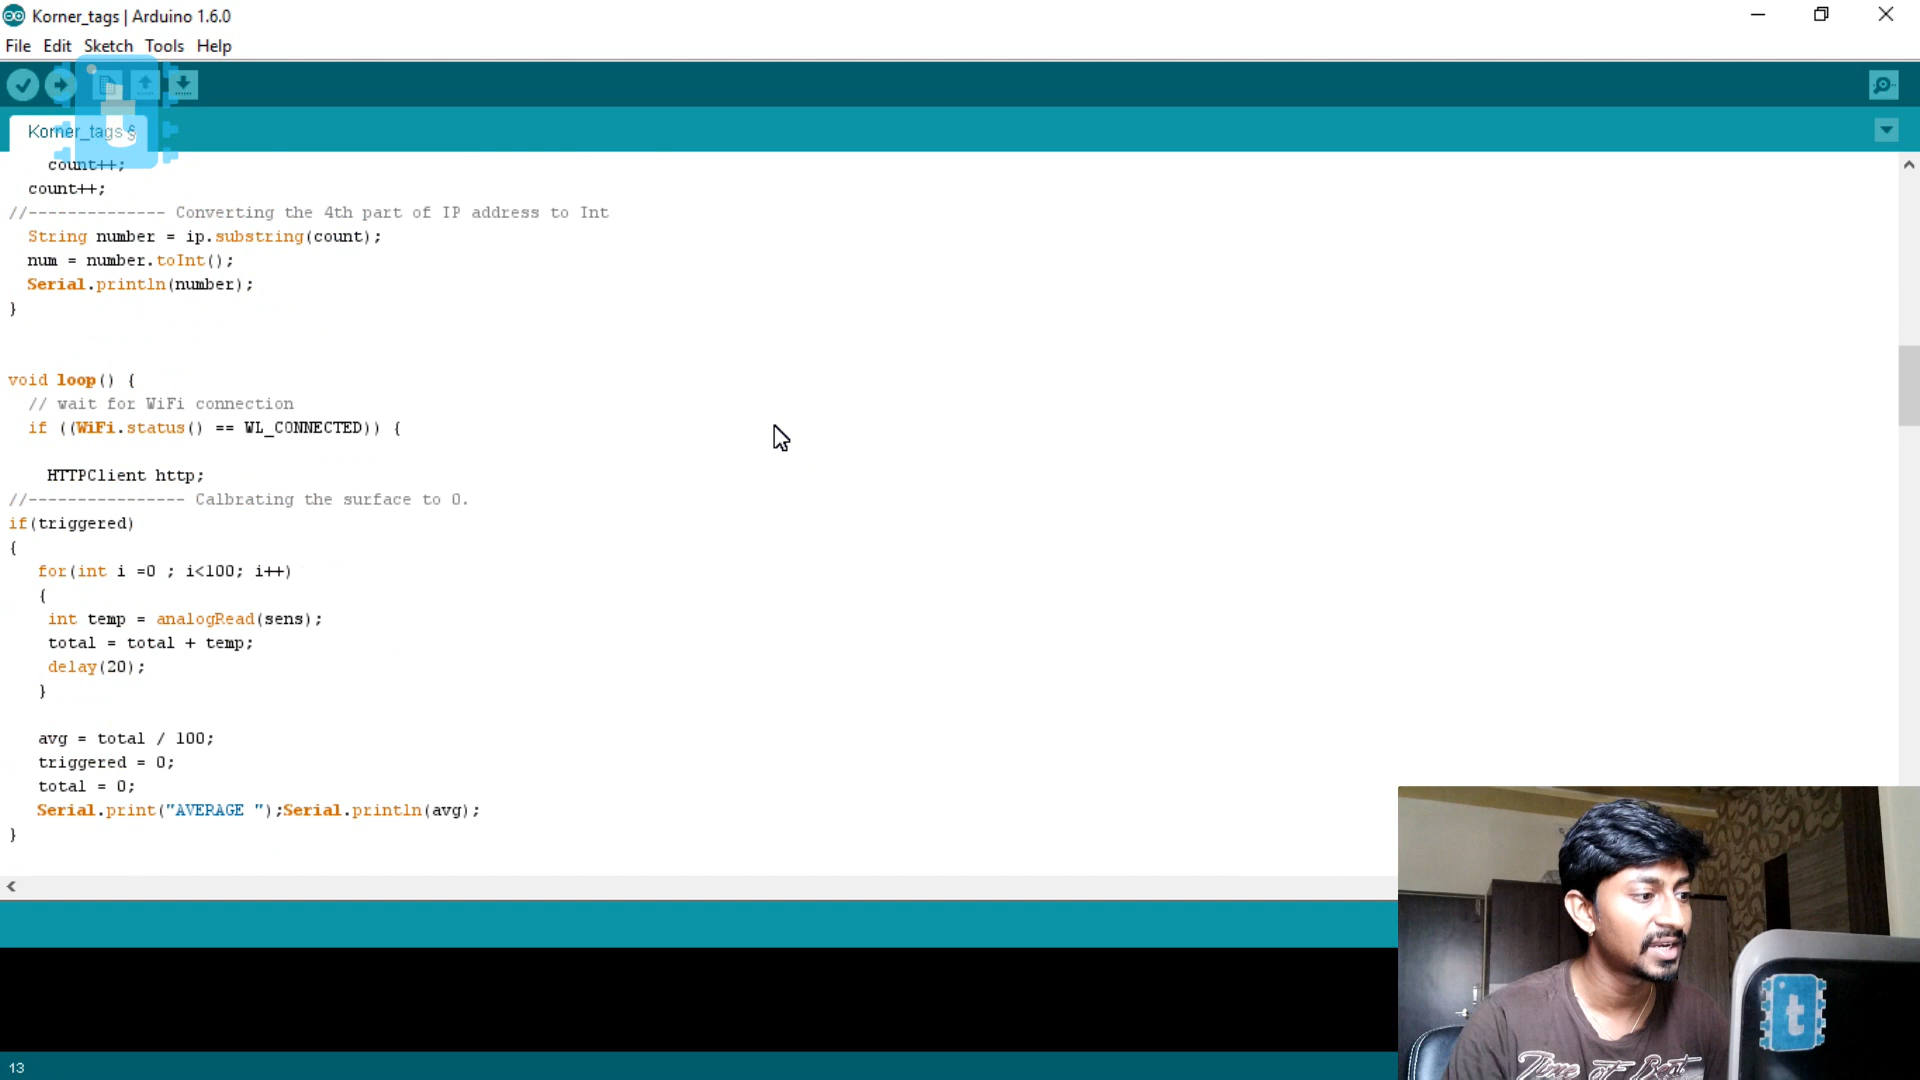 Korner_tags | Arduino 1.6.0
File Edit Sketch Tools Help
Korner_tags §
count++;
count++;
//-------------- Converting the 4th part of IP address to Int
String number = ip.substring(count);
num = number.toInt();
Serial.println(number);
}
void loop() {
// wait for WiFi connection
if ((WiFi.status() == WL_CONNECTED)) {
HTTPClient http;
//---------------- Calbrating the surface to 0.
if(triggered)
{
for(int i =0 ; i<100; i++)
{
int temp = analogRead(sens);
total = total + temp;
delay(20);
}
avg = total / 100;
triggered = 0;
total = 0;
Serial.print("AVERAGE ");Serial.println(avg);
}
13
t
Time of Best